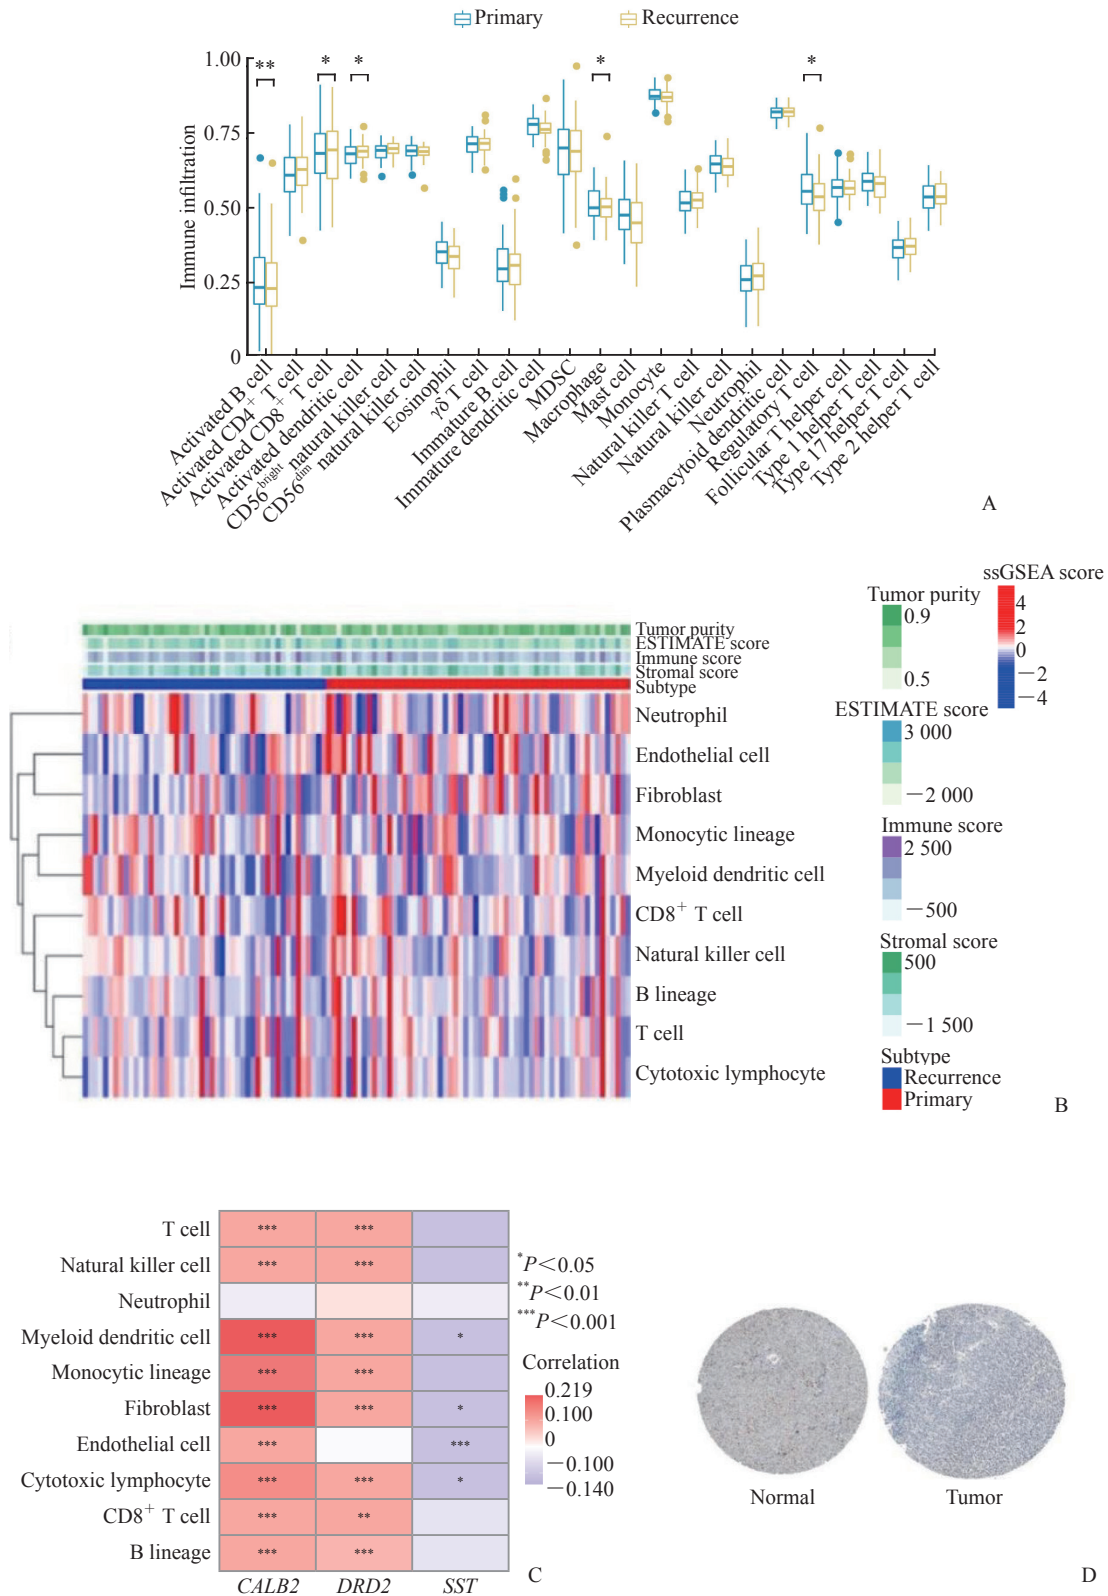 Primary Recurrence
** * * * *
Immune infiltration
1.00
0.75
0.50
0.25
0
Activated B cell
Activated CD4+ T cell
Activated CD8+ T cell
Activated dendritic cell
CD56bright natural killer cell
CD56dim natural killer cell
Eosinophil
γδ T cell
Immature B cell
Immature dendritic cell
MDSC
Macrophage
Mast cell
Monocyte
Natural killer T cell
Natural killer cell
Neutrophil
Plasmacytoid dendritic cell
Regulatory T cell
Follicular T helper cell
Type 1 helper T cell
Type 17 helper T cell
Type 2 helper T cell
A
Tumor purity
ESTIMATE score
Immune score
Stromal score
Subtype
Neutrophil
Endothelial cell
Fibroblast
Monocytic lineage
Myeloid dendritic cell
CD8+ T cell
Natural killer cell
B lineage
T cell
Cytotoxic lymphocyte
Tumor purity
0.9
0.5
ssGSEA score
4
2
0
−2
−4
ESTIMATE score
3 000
−2 000
Immune score
2 500
−500
Stromal score
500
−1 500
Subtype
Recurrence
Primary
B
T cell *** ***
Natural killer cell *** ***
Neutrophil
Myeloid dendritic cell *** *** *
Monocytic lineage *** ***
Fibroblast *** *** *
Endothelial cell *** ***
Cytotoxic lymphocyte *** *** *
CD8+ T cell *** **
B lineage *** ***
CALB2 DRD2 SST
*P<0.05
**P<0.01
***P<0.001
Correlation
0.219
0.100
0
−0.100
−0.140
C
Normal Tumor
D